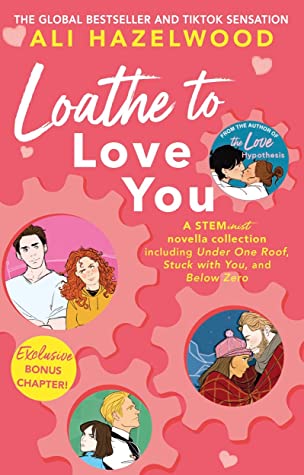 THE GLOBAL BESTSELLER AND TIKTOK SENSATION
ALI HAZELWOOD
Loathe to
Love
You
FROM THE AUTHOR OF
the Love
Hypothesis
A STEMinist
novella collection
including Under One Roof,
Stuck with You, and
Below Zero
Exclusive
BONUS
CHAPTER!